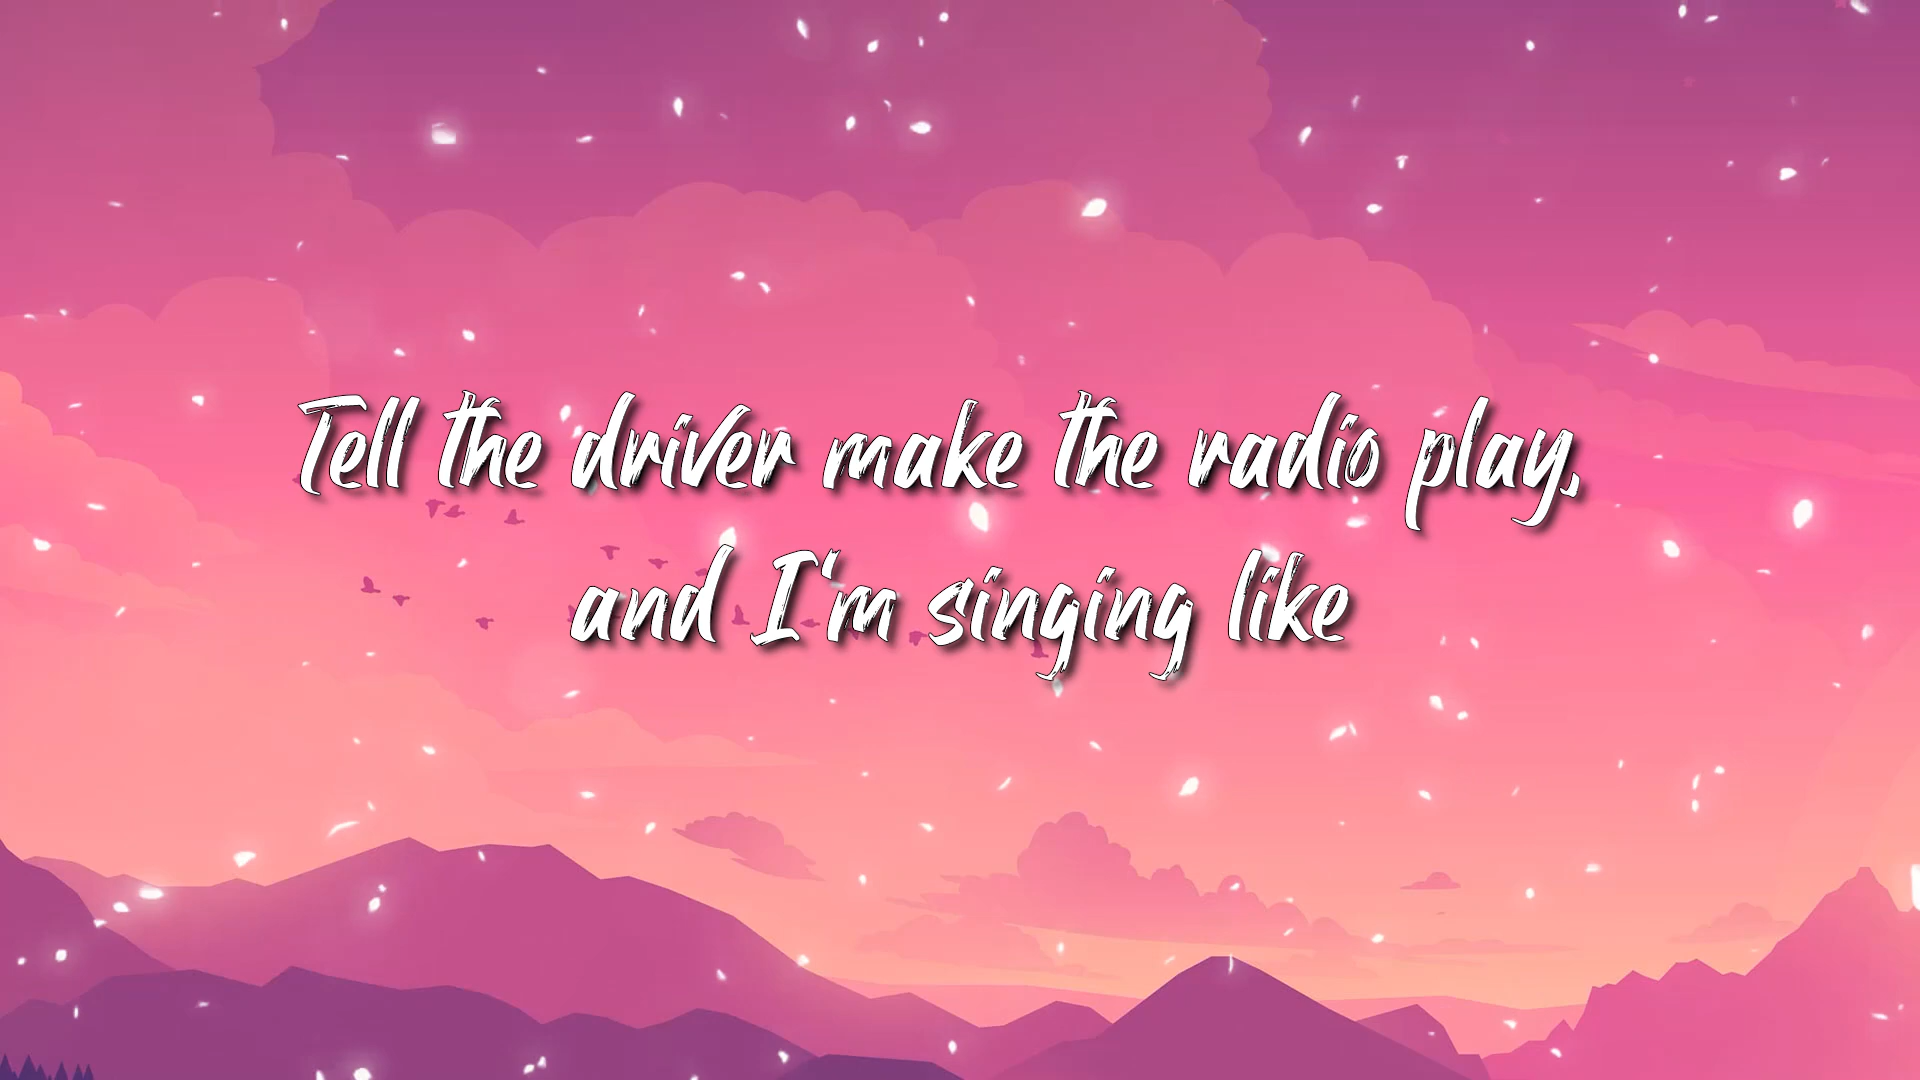 Tell the driver make the radio play,
and I'm singing like